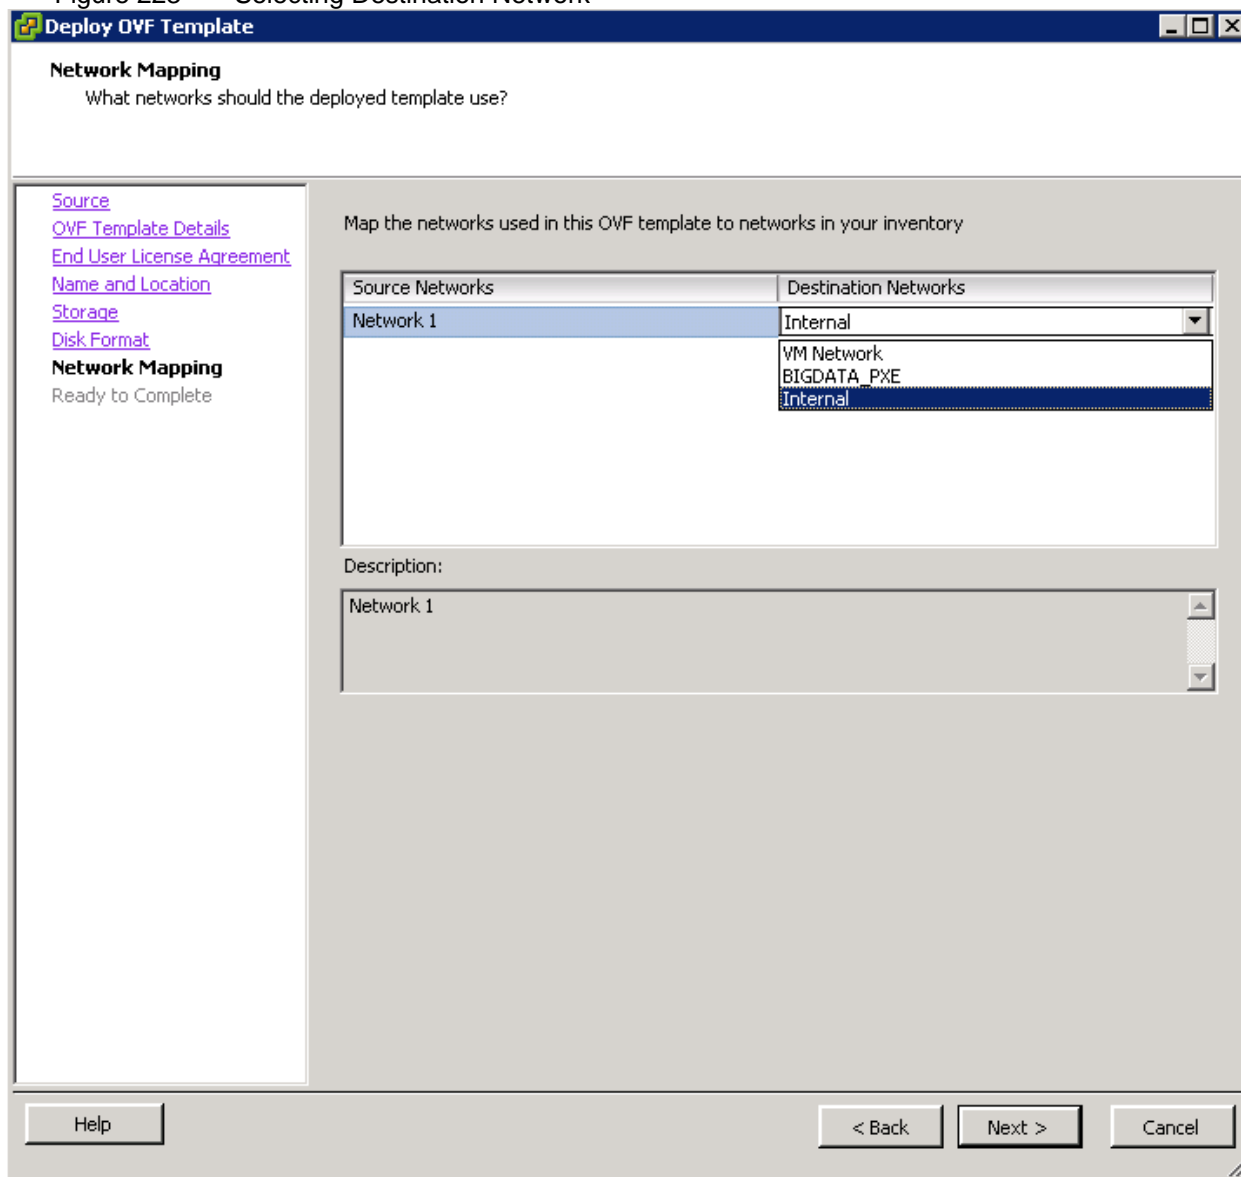 Selecting Destination Network
Deploy OVF Template
Network Mapping
What networks should the deployed template use?
Source
OVF Template Details
End User License Agreement
Name and Location
Storage
Disk Format
Network Mapping
Ready to Complete
Map the networks used in this OVF template to networks in your inventory
Source Networks Destination Networks
Network 1 Internal
VM Network
BIGDATA_PXE
Internal
Description:
Network 1
Help < Back Next > Cancel